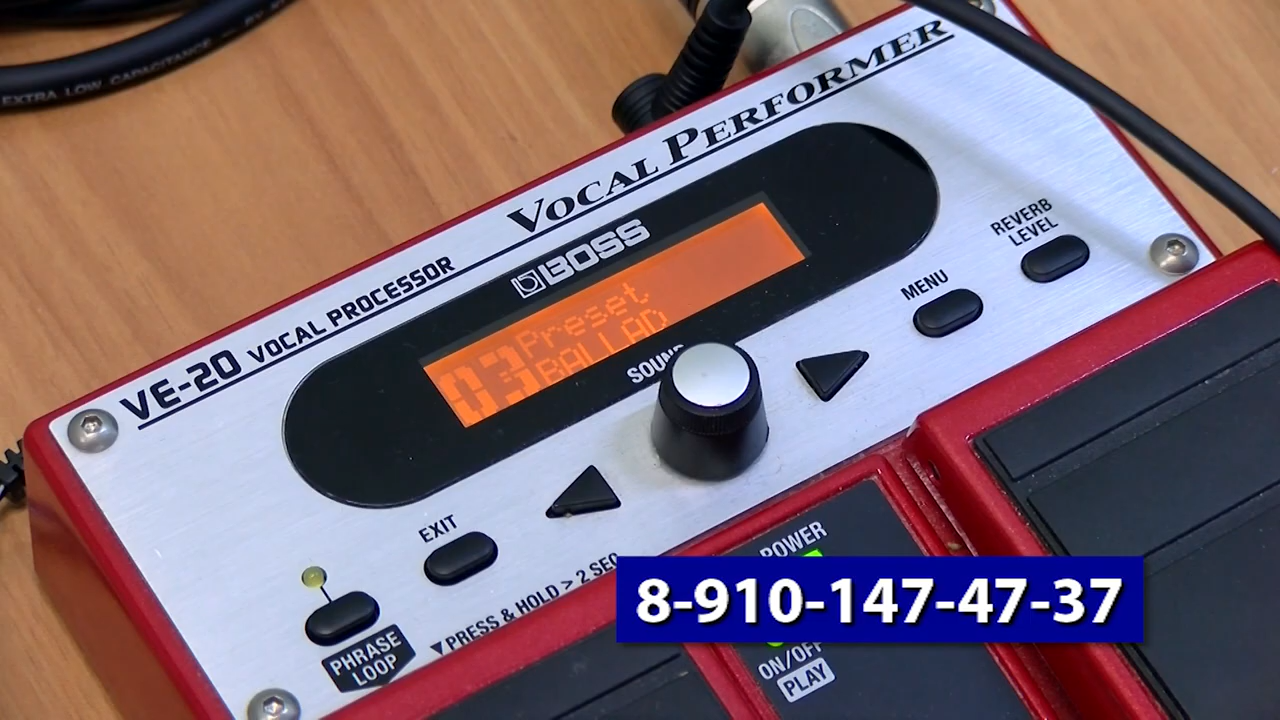 EXTRA LOW CAPACITANCE
VOCAL PERFORMER
VE-20 VOCAL PROCESSOR
BOSS
Preset
03 BALLAD
SOUND
REVERB
LEVEL
MENU
EXIT
PHRASE
LOOP
▼PRESS & HOLD > 2 SEC
POWER
8-910-147-47-37
ON/OFF
PLAY